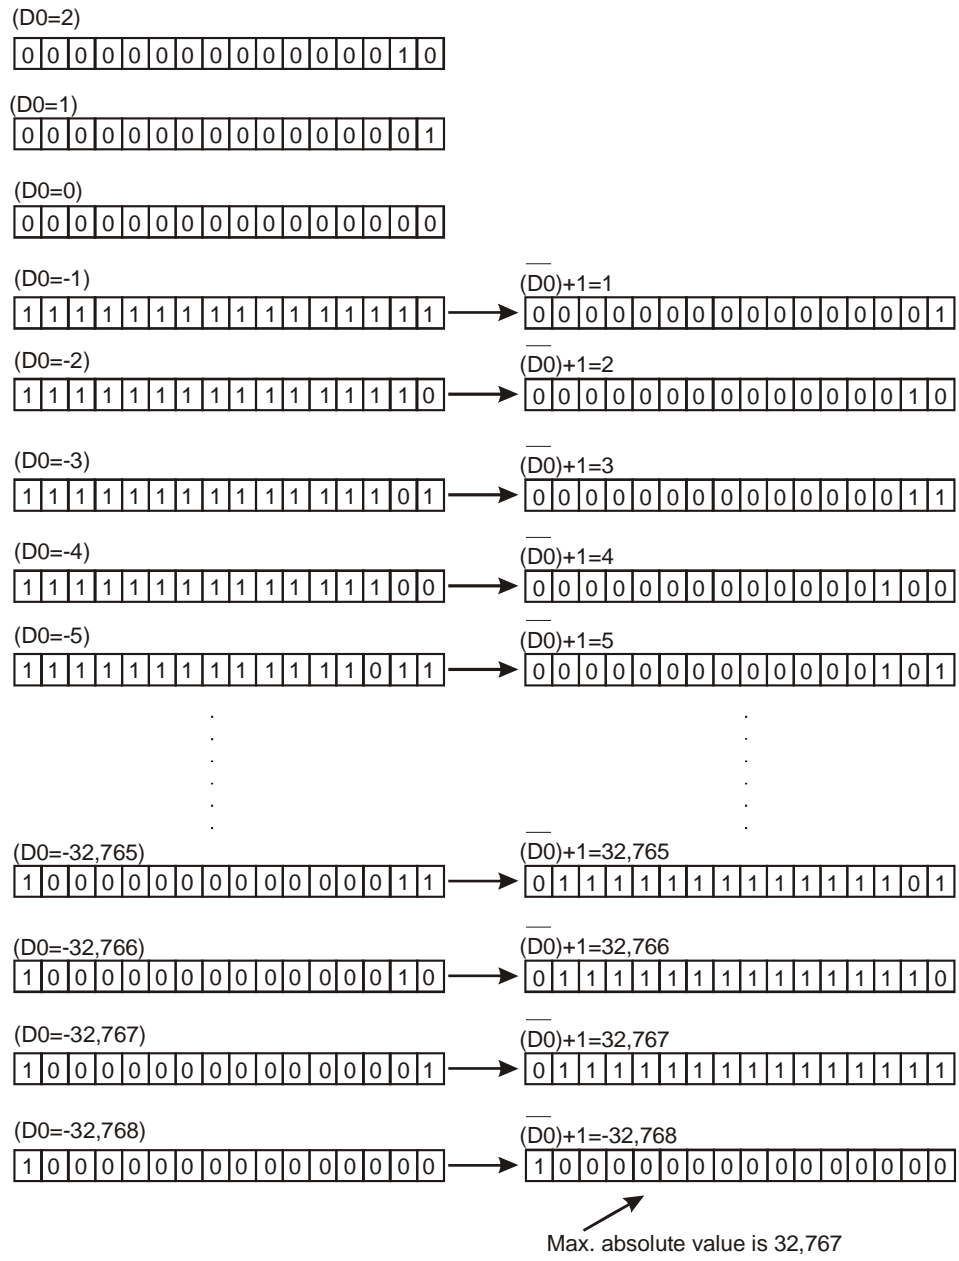 (D0=2)
0 0 0 0 0 0 0 0 0 0 0 0 0 0 1 0
(D0=1)
0 0 0 0 0 0 0 0 0 0 0 0 0 0 0 1
(D0=0)
0 0 0 0 0 0 0 0 0 0 0 0 0 0 0 0
(D0=-1) (D0)+1=1
1 1 1 1 1 1 1 1 1 1 1 1 1 1 1 1 0 0 0 0 0 0 0 0 0 0 0 0 0 0 0 1
(D0=-2) (D0)+1=2
1 1 1 1 1 1 1 1 1 1 1 1 1 1 1 0 0 0 0 0 0 0 0 0 0 0 0 0 0 0 1 0
(D0=-3) (D0)+1=3
1 1 1 1 1 1 1 1 1 1 1 1 1 1 0 1 0 0 0 0 0 0 0 0 0 0 0 0 0 0 1 1
(D0=-4) (D0)+1=4
1 1 1 1 1 1 1 1 1 1 1 1 1 1 0 0 0 0 0 0 0 0 0 0 0 0 0 0 0 1 0 0
(D0=-5) (D0)+1=5
1 1 1 1 1 1 1 1 1 1 1 1 1 0 1 1 0 0 0 0 0 0 0 0 0 0 0 0 0 1 0 1
(D0=-32,765) (D0)+1=32,765
1 0 0 0 0 0 0 0 0 0 0 0 0 0 1 1 0 1 1 1 1 1 1 1 1 1 1 1 1 1 0 1
(D0=-32,766) (D0)+1=32,766
1 0 0 0 0 0 0 0 0 0 0 0 0 0 1 0 0 1 1 1 1 1 1 1 1 1 1 1 1 1 1 0
(D0=-32,767) (D0)+1=32,767
1 0 0 0 0 0 0 0 0 0 0 0 0 0 0 1 0 1 1 1 1 1 1 1 1 1 1 1 1 1 1 1
(D0=-32,768) (D0)+1=-32,768
1 0 0 0 0 0 0 0 0 0 0 0 0 0 0 0 1 0 0 0 0 0 0 0 0 0 0 0 0 0 0 0
Max. absolute value is 32,767